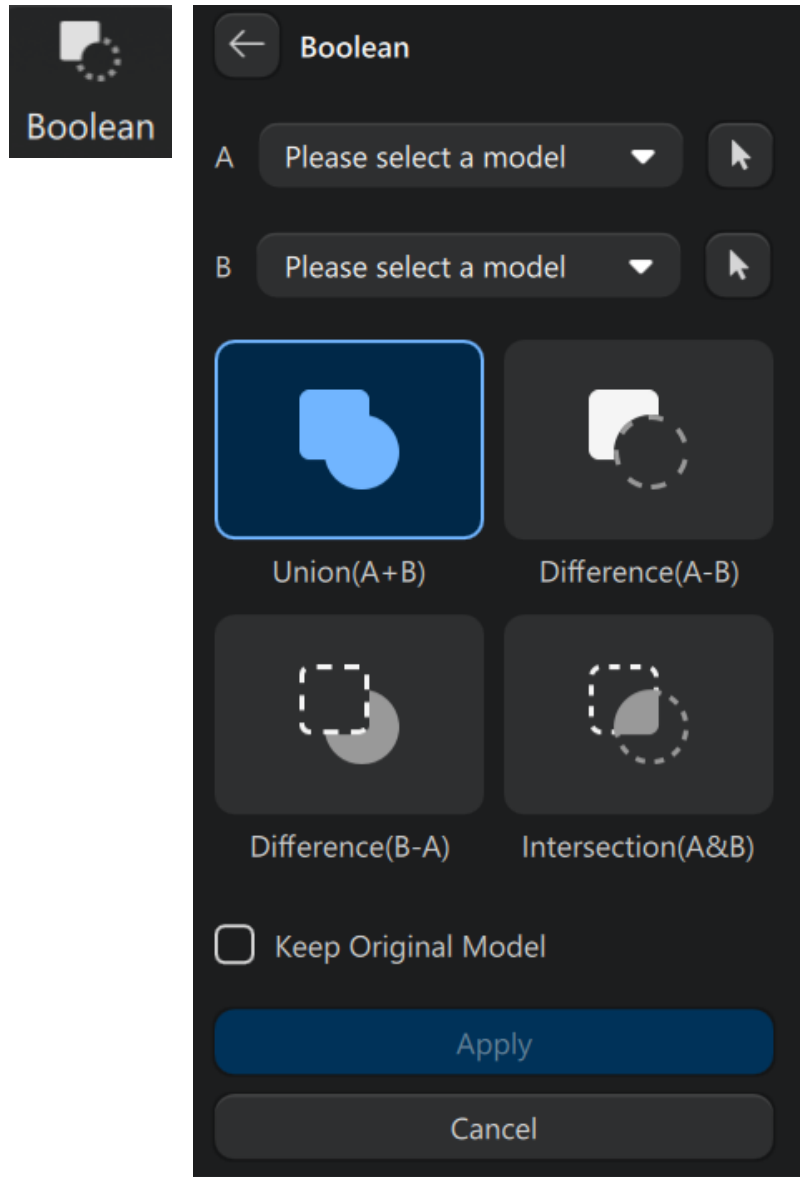 Boolean
Boolean
A Please select a model
B Please select a model
Union(A+B) Difference(A-B)
Difference(B-A) Intersection(A&B)
Keep Original Model
Apply
Cancel